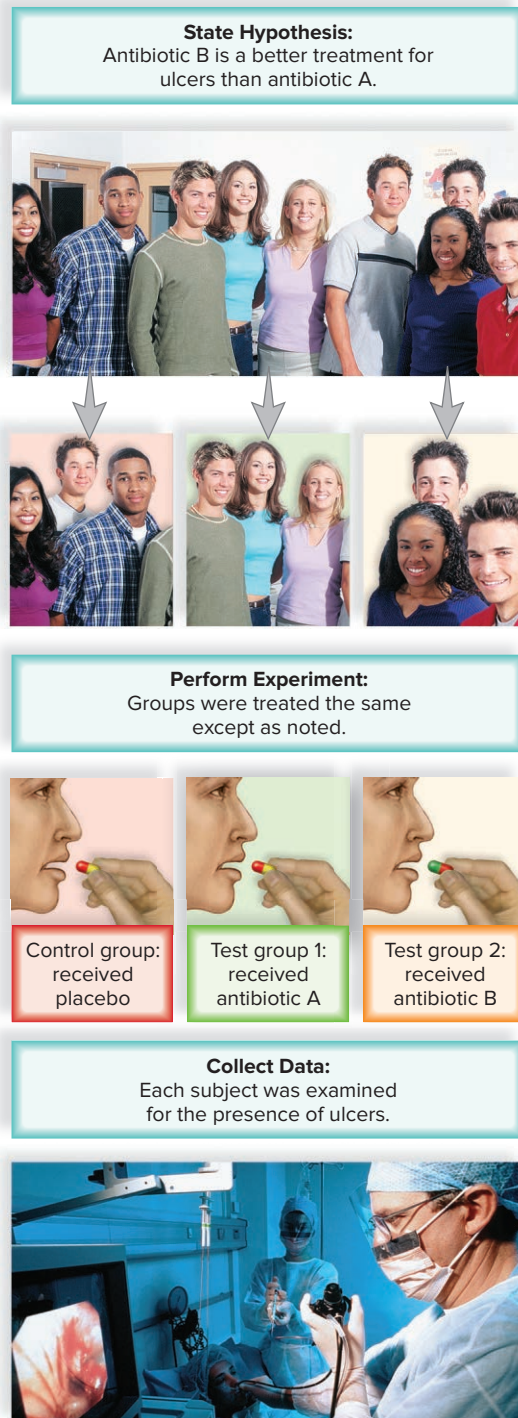 State Hypothesis:
Antibiotic B is a better treatment for
ulcers than antibiotic A.
Perform Experiment:
Groups were treated the same
except as noted.
Control group:
received
placebo
Test group 1:
received
antibiotic A
Test group 2:
received
antibiotic B
Collect Data:
Each subject was examined
for the presence of ulcers.